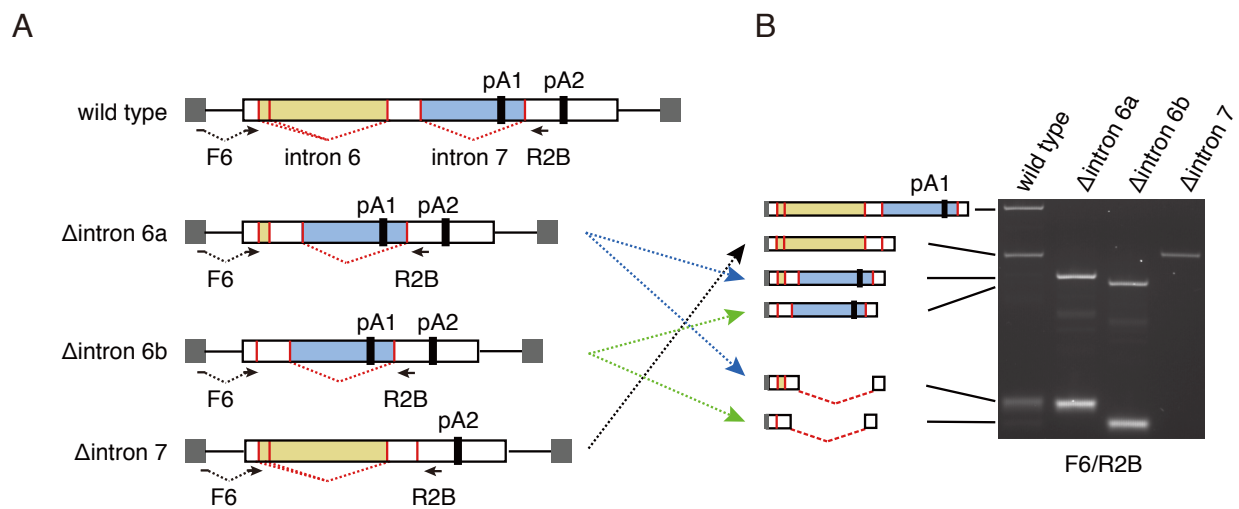 A
pA1 pA2
wild type
F6 intron 6 intron 7 R2B
pA1 pA2
Δintron 6a
F6 R2B
pA1 pA2
Δintron 6b
F6 R2B
pA2
Δintron 7
F6 R2B
B
wild type
Δintron 6a
Δintron 6b
Δintron 7
pA1
F6/R2B